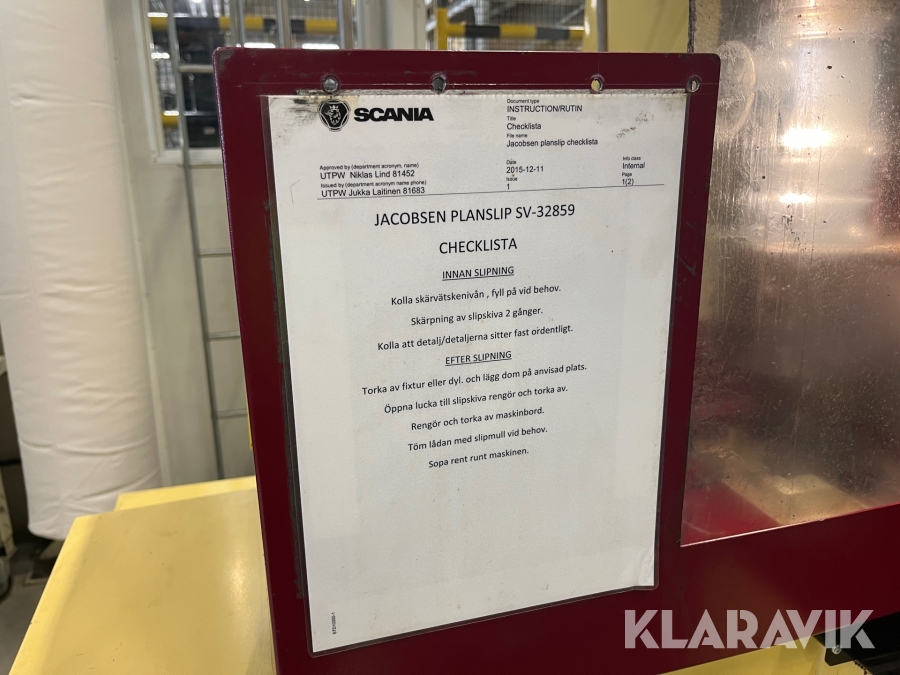 SCANIA
Document type
INSTRUCTION/RUTIN
Title
Checklista
File name
Jacobsen planslip checklista
Approved by (department acronym, name)
UTPW Niklas Lind 81452
Date
2015-12-11
Info class
Internal
Issued by (department acronym name phone)
UTPW Jukka Laitinen 81683
Issue
1
Page
1(2)
JACOBSEN PLANSLIP SV-32859
CHECKLISTA
INNAN SLIPNING
Kolla skärvätskenivån , fyll på vid behov.
Skärpning av slipskiva 2 gånger.
Kolla att detalj/detaljerna sitter fast ordentligt.
EFTER SLIPNING
Torka av fixtur eller dyl. och lägg dom på anvisad plats.
Öppna lucka till slipskiva rengör och torka av.
Rengör och torka av maskinbord.
Töm lådan med slipmull vid behov.
Sopa rent runt maskinen.
KLARAVIK